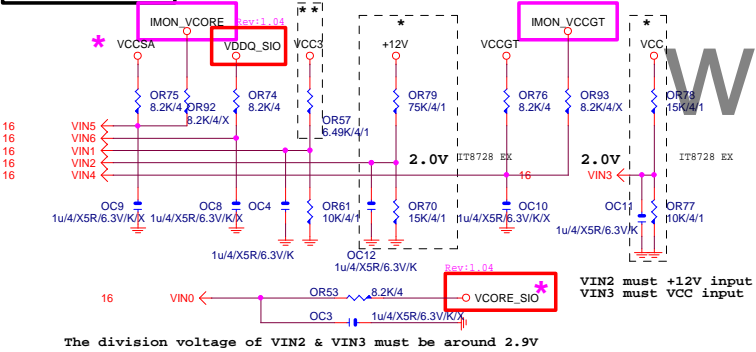 IMON_VCORE
Rev:1.04
**
*
IMON_VCCGT
*
*
VCCSA
VDDQ_SIO
VCC3
+12V
VCCGT
VCC
W
OR75
8.2K/4
OR92
8.2K/4/X
OR74
8.2K/4
OR57
6.49K/4/1
OR79
75K/4/1
OR76
8.2K/4
OR93
8.2K/4/X
OR78
15K/4/1
16 VIN5
16 VIN6
16 VIN1
16 VIN2
16 VIN4
2.0V
IT8728 EX
16
2.0V
VIN3
IT8728 EX
OC9
1u/4/X5R/6.3V/K/X
OC8
1u/4/X5R/6.3V/K/X
OC4
1u/4/X5R/6.3V/K
OR61
10K/4/1
OC12
1u/4/X5R/6.3V/K
OR70
15K/4/1
OC10
1u/4/X5R/6.3V/K/X
OC11
1u/4/X5R/6.3V/K
OR77
10K/4/1
Rev:1.04
16 VIN0
OR53 8.2K/4
VCORE_SIO
*
OC3 1u/4/X5R/6.3V/K/X
VIN2 must +12V input
VIN3 must VCC input
The division voltage of VIN2 & VIN3 must be around 2.9V